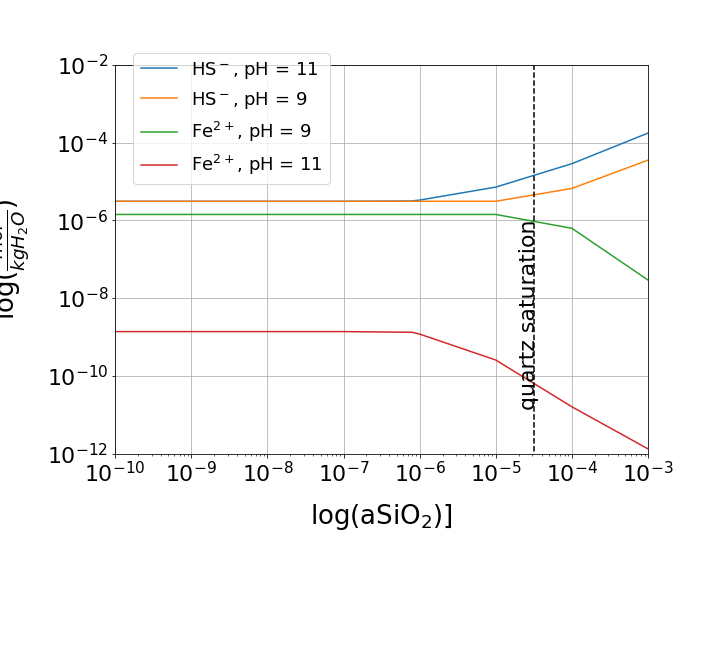 HS⁻, pH = 11
HS⁻, pH = 9
Fe²⁺, pH = 9
Fe²⁺, pH = 11
10⁻²
10⁻⁴
10⁻⁶
10⁻⁸
10⁻¹⁰
10⁻¹²
kgH₂O
quartz saturation
10⁻¹⁰ 10⁻⁹ 10⁻⁸ 10⁻⁷ 10⁻⁶ 10⁻⁵ 10⁻⁴ 10⁻³
log(aSiO₂)]